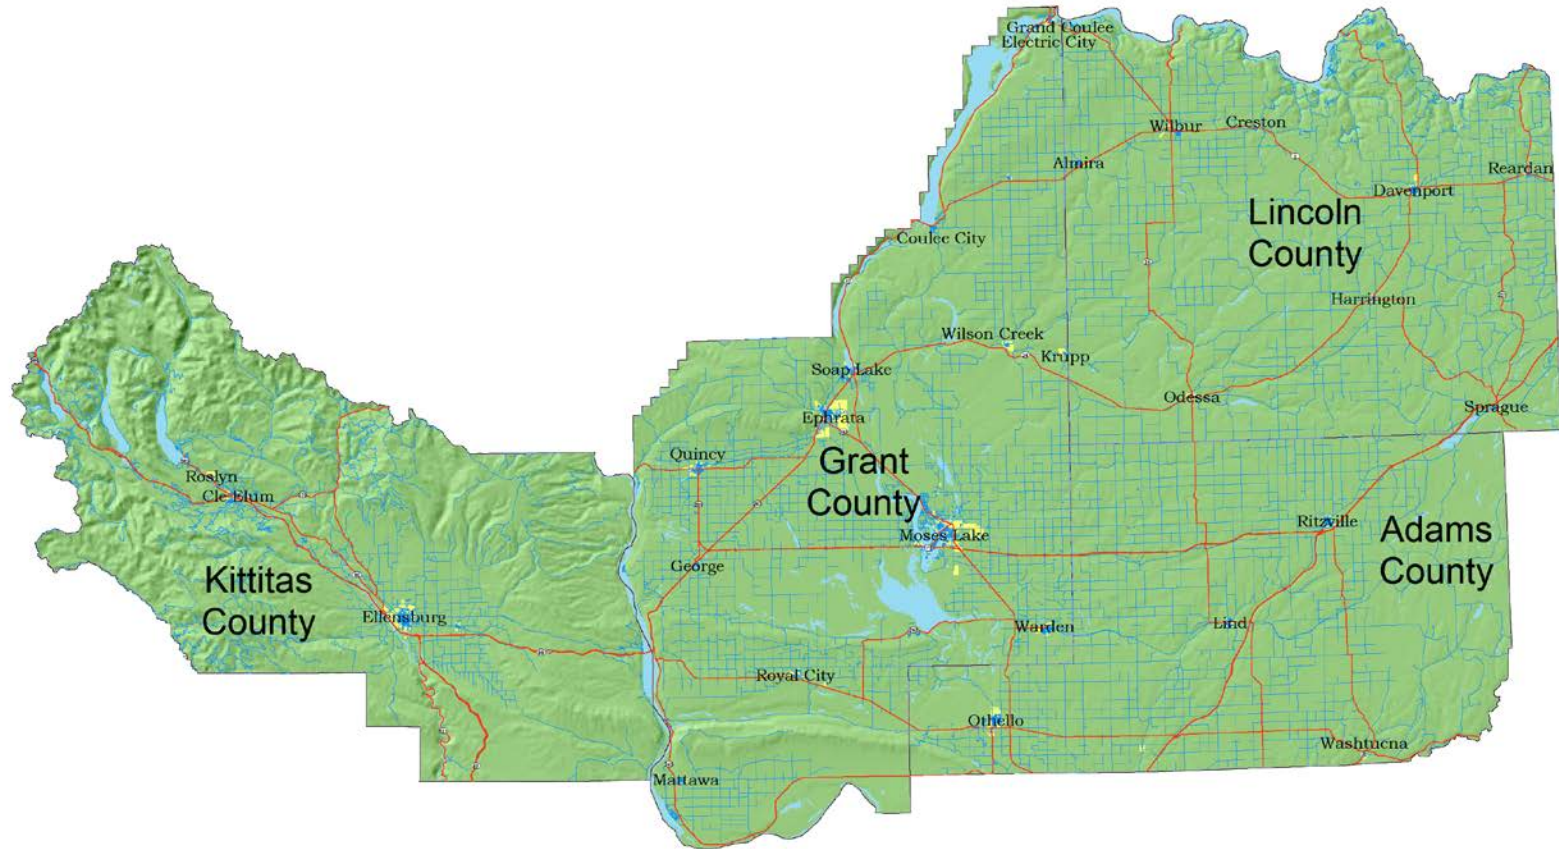 Grand Coulee
Electric City
Wilbur
Creston
Almira
Reardan
Davenport
Lincoln
County
Coulee City
Harrington
Wilson Creek
Krupp
Soap Lake
Odessa
Sprague
Ephrata
Quincy
Grant
County
Roslyn
Cle Elum
Moses Lake
Ritzville
Adams
County
George
Kittitas
County
Ellensburg
Warden
Lind
Royal City
Othello
Washtucna
Mattawa